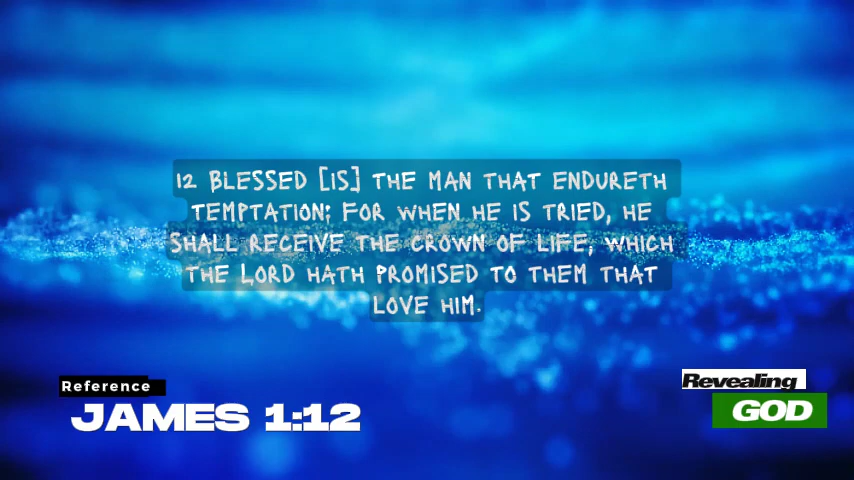 12 BLESSED [IS] THE MAN THAT ENDURETH
TEMPTATION; FOR WHEN HE IS TRIED, HE
SHALL RECEIVE THE CROWN OF LIFE, WHICH
THE LORD HATH PROMISED TO THEM THAT
LOVE HIM.
Reference
JAMES 1:12
Revealing
GOD